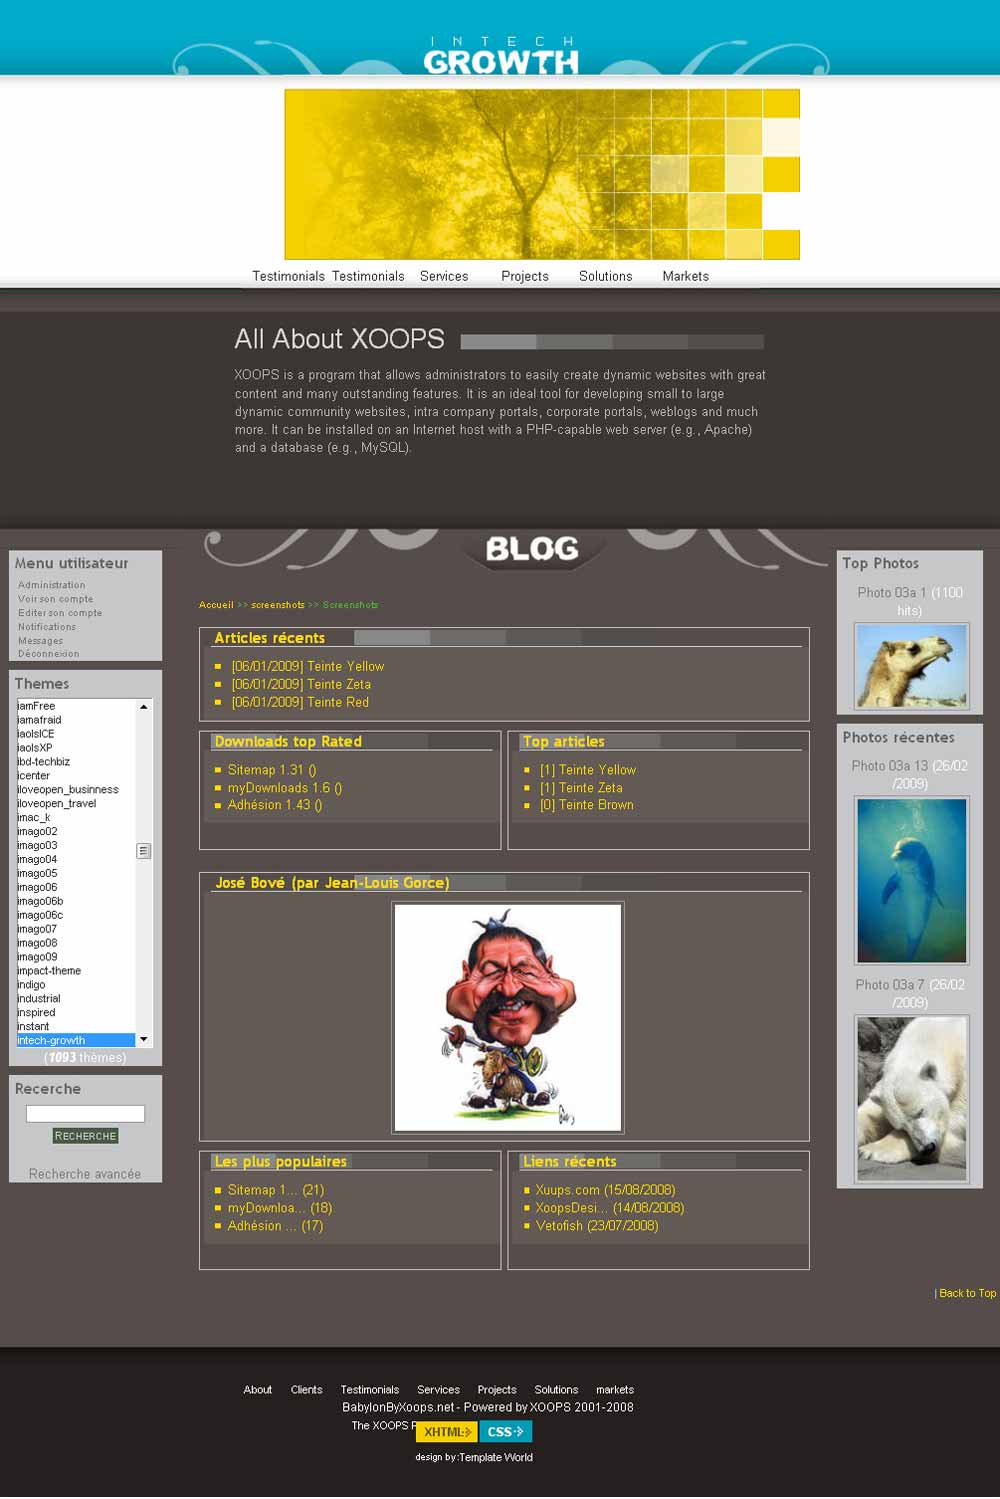 INTECH
GROWTH
Testimonials Testimonials Services Projects Solutions Markets
All About XOOPS
XOOPS is a program that allows administrators to easily create dynamic websites with great
content and many outstanding features. It is an ideal tool for developing small to large
dynamic community websites, intra company portals, corporate portals, weblogs and much
more. It can be installed on an Internet host with a PHP-capable web server (e.g., Apache)
and a database (e.g., MySQL).
BLOG
Menu utilisateur
Administration
Voir son compte
Editer son compte
Notifications
Messages
Déconnexion
Themes
iamFree
iamafraid
iaolsICE
iaolsXP
ibd-techbiz
icenter
iloveopen_businness
iloveopen_travel
imac_k
imago02
imago03
imago04
imago05
imago06
imago06b
imago06c
imago07
imago08
imago09
impact-theme
indigo
industrial
inspired
instant
intech-growth
(1093 thèmes)
Recerche
RECHERCHE
Recherche avancée
Accueil >> screenshots >> Screenshots
Articles récents
[06/01/2009] Teinte Yellow
[06/01/2009] Teinte Zeta
[06/01/2009] Teinte Red
Downloads top Rated
Sitemap 1.31 ()
myDownloads 1.6 ()
Adhésion 1.43 ()
Top articles
[1] Teinte Yellow
[1] Teinte Zeta
[0] Teinte Brown
José Bové (par Jean-Louis Gorce)
Les plus populaires
Sitemap 1... (21)
myDownloa... (18)
Adhésion ... (17)
Liens récents
Xuups.com (15/08/2008)
XoopsDesi... (14/08/2008)
Vetofish (23/07/2008)
Top Photos
Photo 03a 1 (1100
hits)
Photos récentes
Photo 03a 13 (26/02
/2009)
Photo 03a 7 (26/02
/2009)
| Back to Top
About Clients Testimonials Services Projects Solutions markets
BabylonByXoops.net - Powered by XOOPS 2001-2008
The XOOPS P
XHTML CSS
design by:Template World